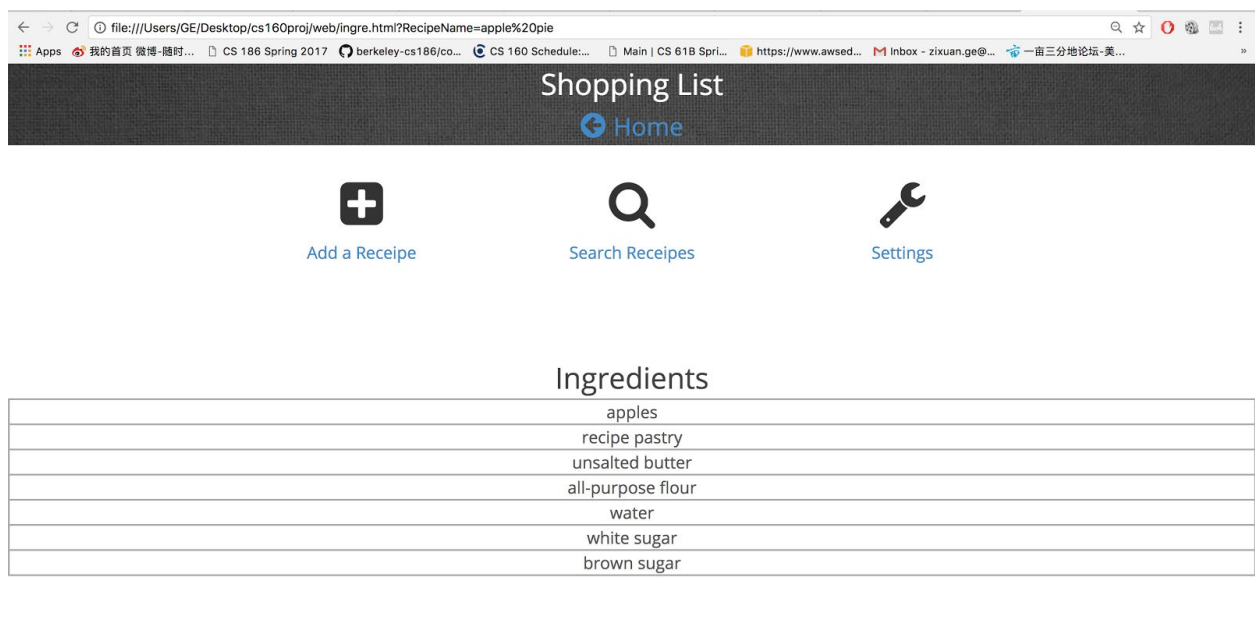 file:///Users/GE/Desktop/cs160proj/web/ingre.html?RecipeName=apple%20pie
Apps 我的首页 微博-随时... CS 186 Spring 2017 berkeley-cs186/co... CS 160 Schedule:... Main | CS 61B Spri... https://www.awsed... Inbox - zixuan.ge@... 一亩三分地论坛-美... »
Shopping List
Home
Add a Receipe Search Receipes Settings
Ingredients
apples
recipe pastry
unsalted butter
all-purpose flour
water
white sugar
brown sugar